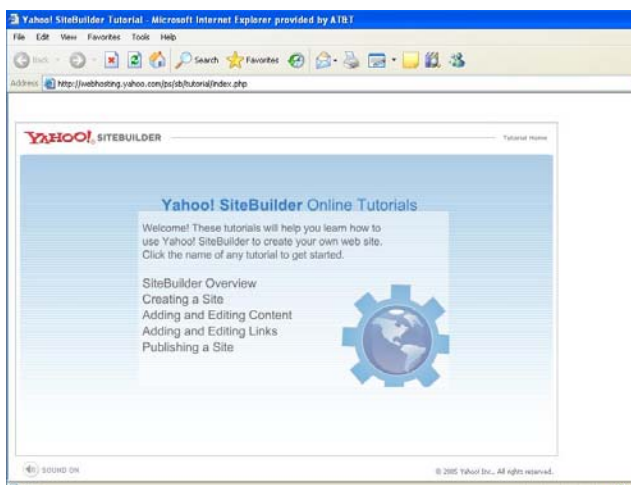 Yahoo! SiteBuilder Tutorial - Microsoft Internet Explorer provided by AT&T
File Edit View Favorites Tools Help
Back Search Favorites
Address http://webhosting.yahoo.com/ps/sb/tutorial/index.php
YAHOO! SITEBUILDER Tutorial Home
Yahoo! SiteBuilder Online Tutorials
Welcome! These tutorials will help you learn how to
use Yahoo! SiteBuilder to create your own web site.
Click the name of any tutorial to get started.
SiteBuilder Overview
Creating a Site
Adding and Editing Content
Adding and Editing Links
Publishing a Site
SOUND ON © 2005 Yahoo! Inc., All rights reserved.